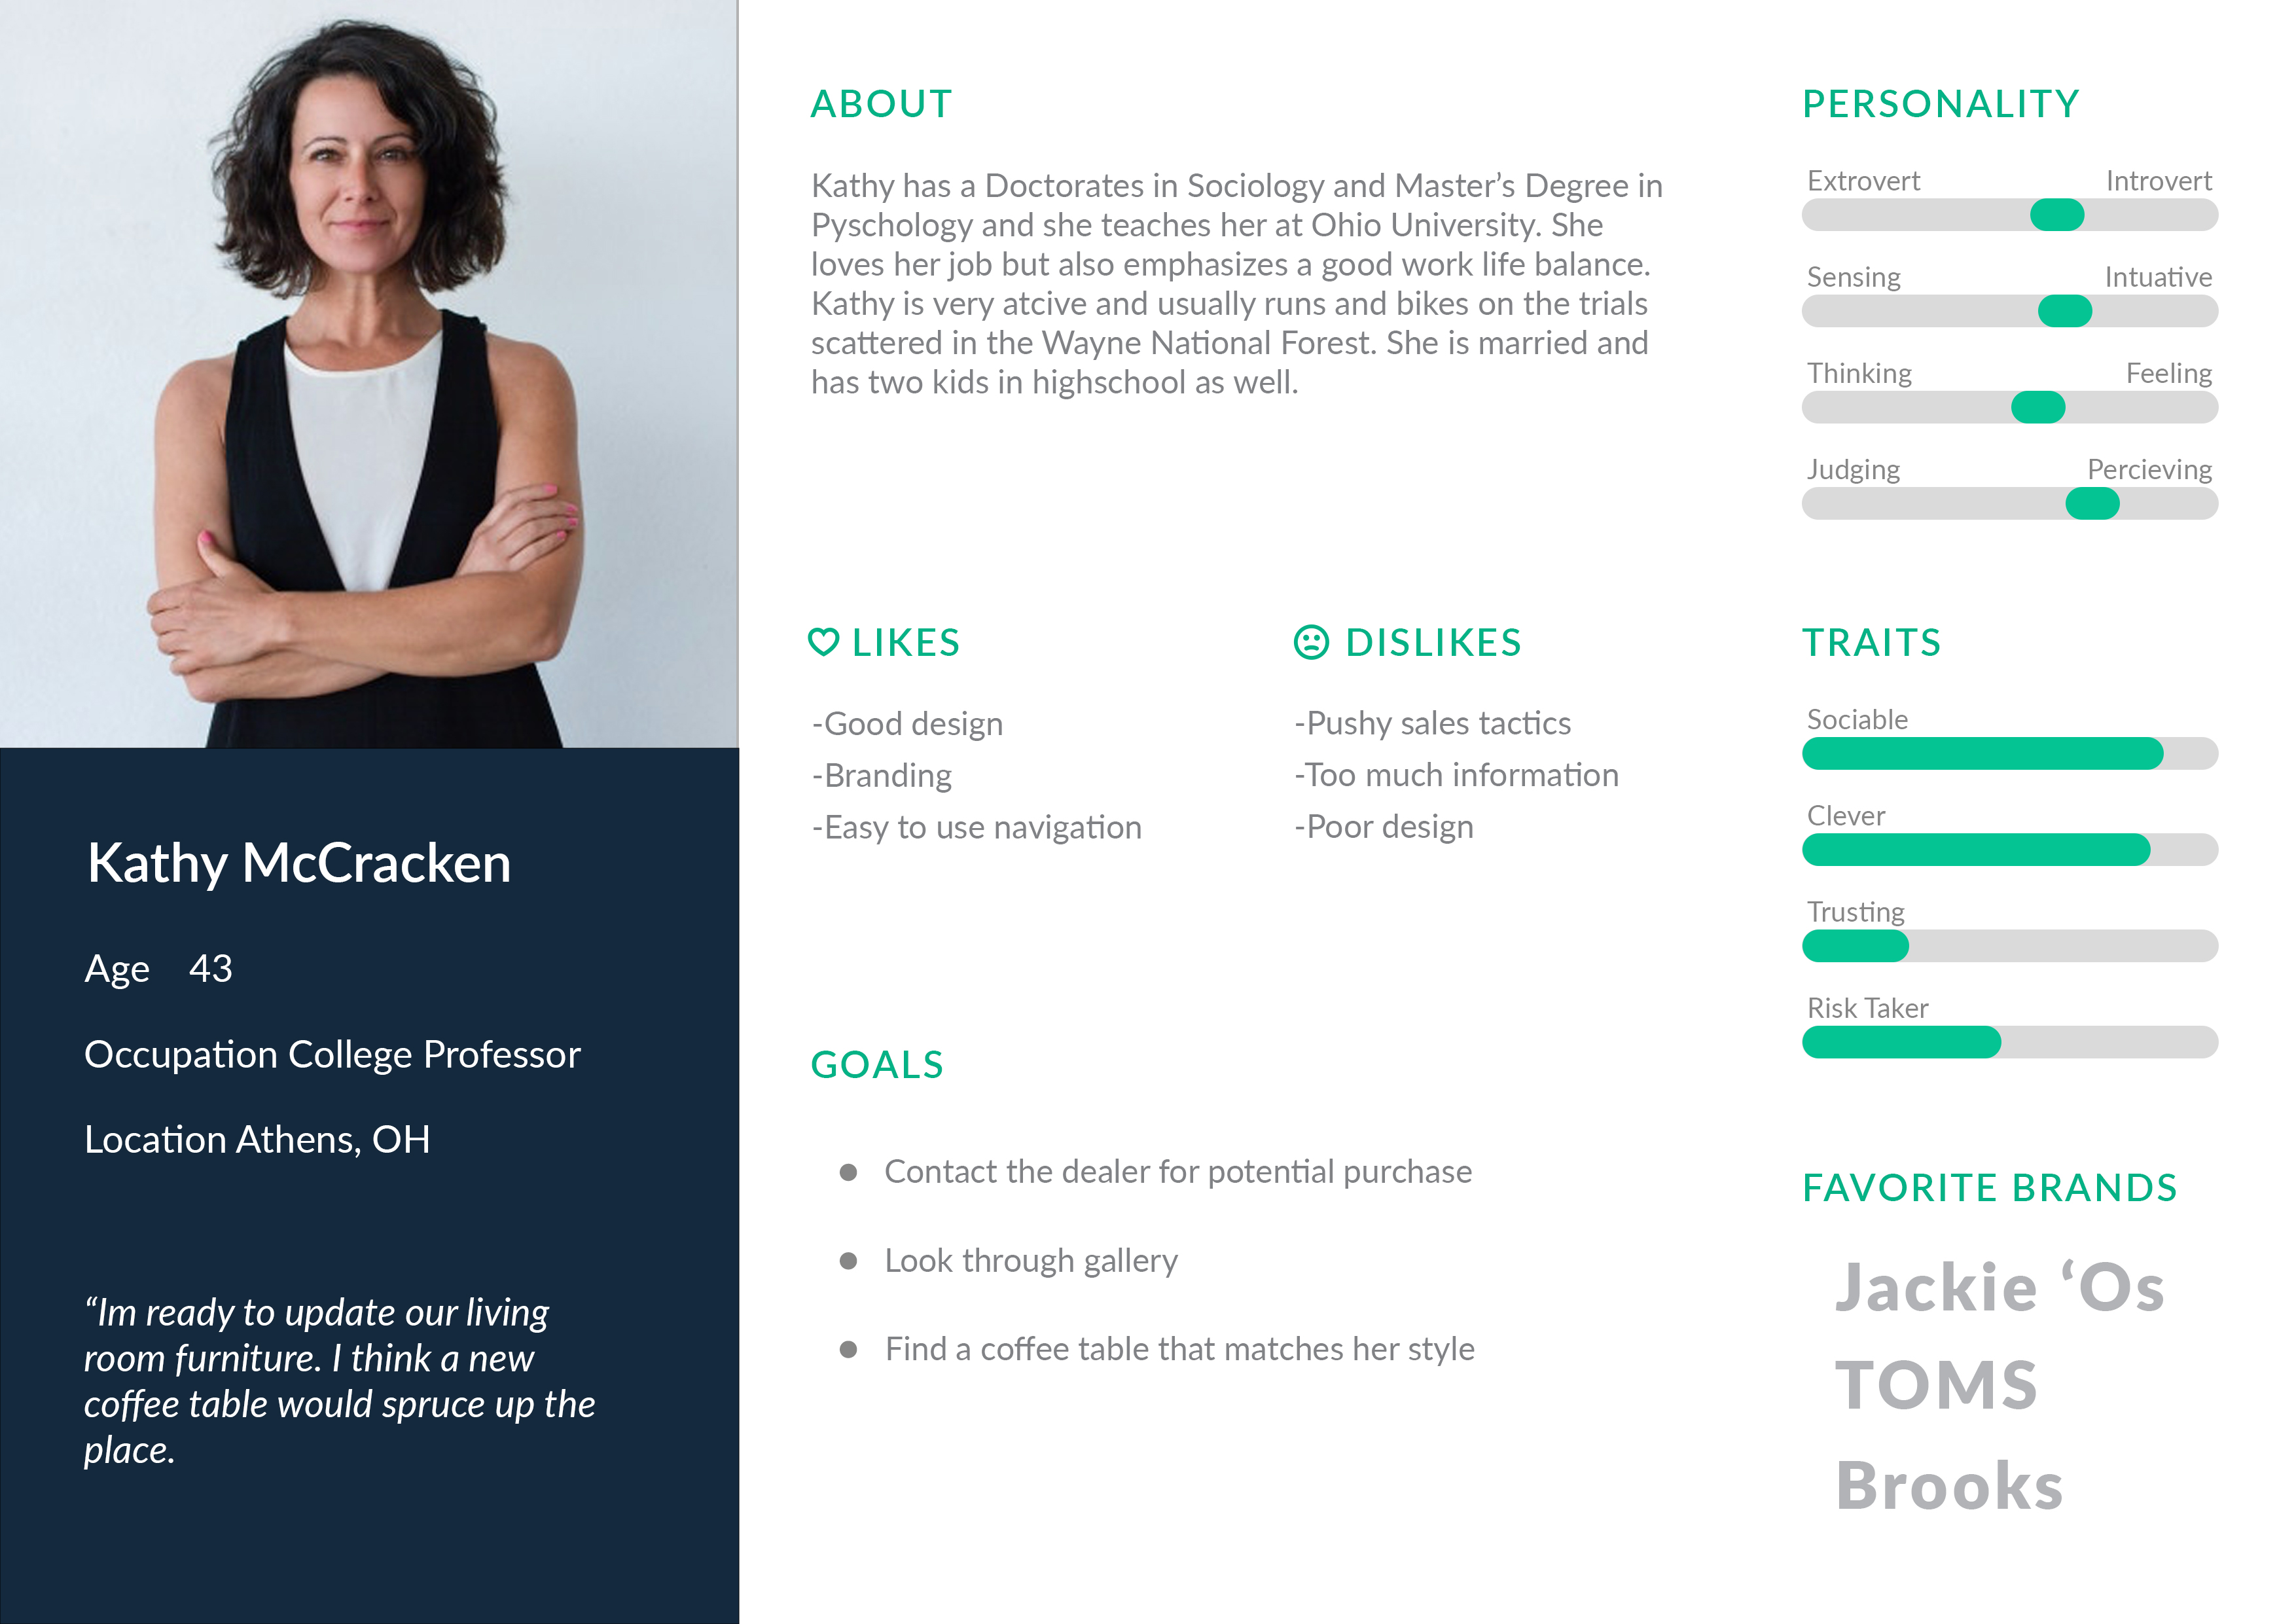 Kathy McCracken
Age 43
Occupation College Professor
Location Athens, OH
“Im ready to update our living
room furniture. I think a new
coffee table would spruce up the
place.
ABOUT
Kathy has a Doctorates in Sociology and Master’s Degree in
Pyschology and she teaches her at Ohio University. She
loves her job but also emphasizes a good work life balance.
Kathy is very atcive and usually runs and bikes on the trials
scattered in the Wayne National Forest. She is married and
has two kids in highschool as well.
LIKES
-Good design
-Branding
-Easy to use navigation
DISLIKES
-Pushy sales tactics
-Too much information
-Poor design
GOALS
● Contact the dealer for potential purchase
● Look through gallery
● Find a coffee table that matches her style
PERSONALITY
Extrovert Introvert
Sensing Intuative
Thinking Feeling
Judging Percieving
TRAITS
Sociable
Clever
Trusting
Risk Taker
FAVORITE BRANDS
Jackie ‘Os
TOMS
Brooks